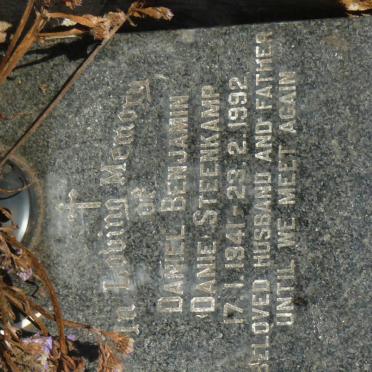 In Loving Memory
of
DANIEL BENJAMIN
DANIE STEENKAMP
17.1.1941-23.2.1992
BELOVED HUSBAND AND FATHER
UNTIL WE MEET AGAIN